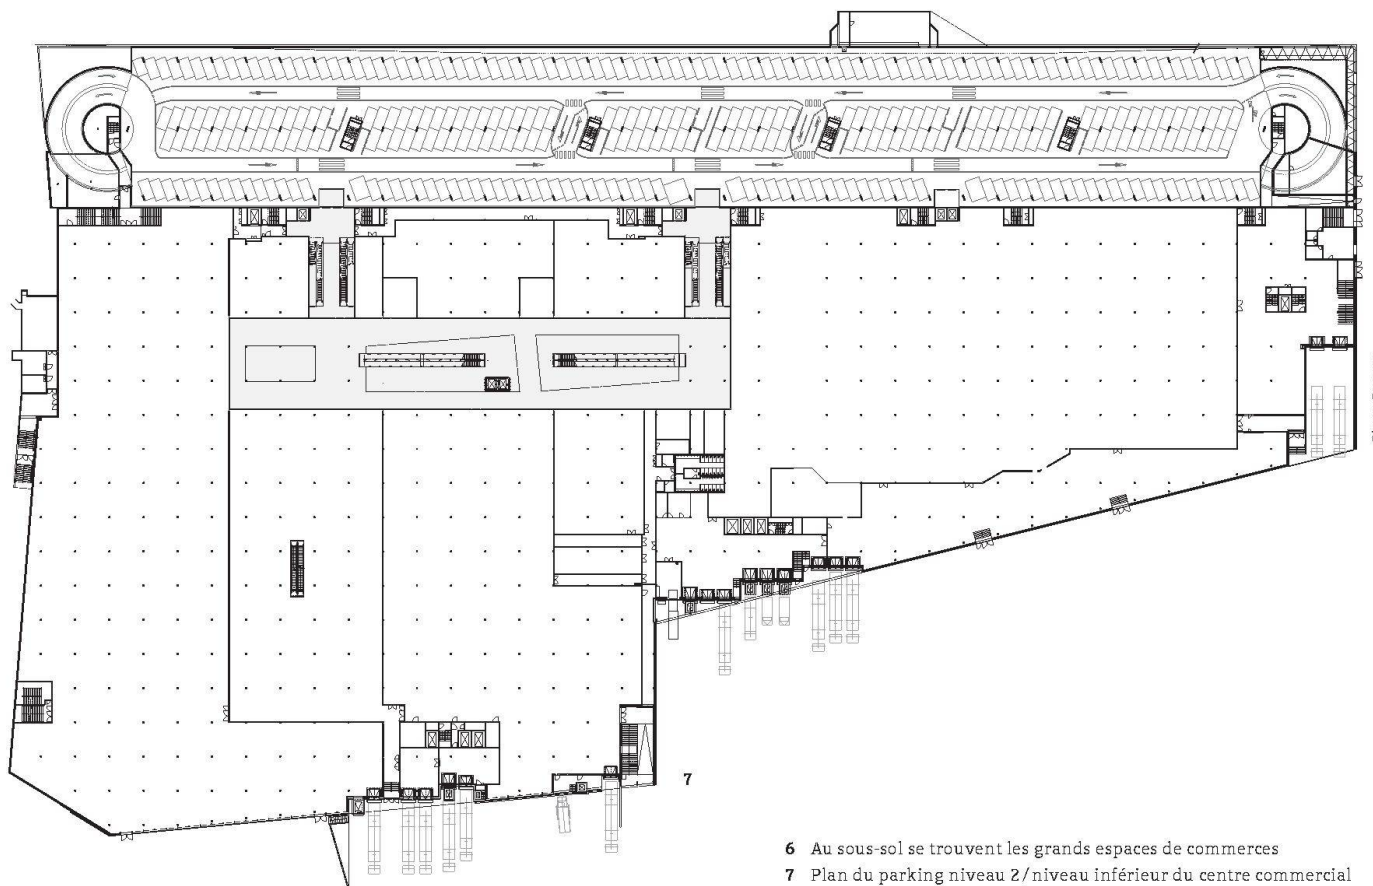 7
6 Au sous-sol se trouvent les grands espaces de commerces
7 Plan du parking niveau 2/niveau inférieur du centre commercial